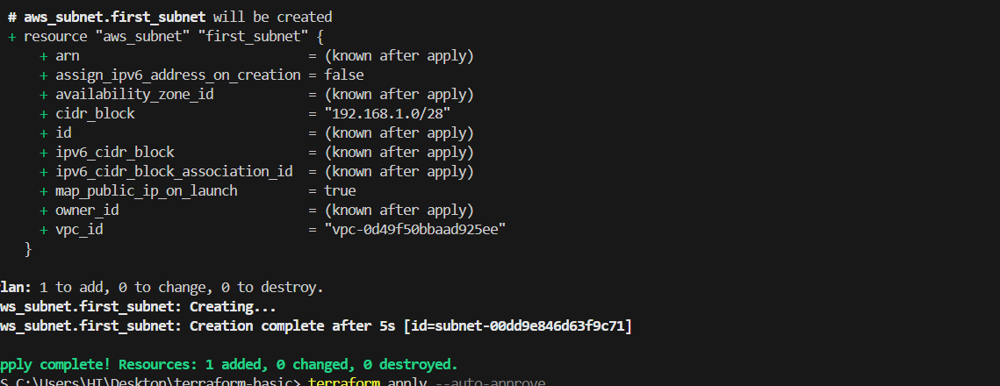 # aws_subnet.first_subnet will be created
+ resource "aws_subnet" "first_subnet" {
+ arn = (known after apply)
+ assign_ipv6_address_on_creation = false
+ availability_zone_id = (known after apply)
+ cidr_block = "192.168.1.0/28"
+ id = (known after apply)
+ ipv6_cidr_block = (known after apply)
+ ipv6_cidr_block_association_id = (known after apply)
+ map_public_ip_on_launch = true
+ owner_id = (known after apply)
+ vpc_id = "vpc-0d49f50bbaad925ee"
}
lan: 1 to add, 0 to change, 0 to destroy.
ws_subnet.first_subnet: Creating...
ws_subnet.first_subnet: Creation complete after 5s [id=subnet-00dd9e846d63f9c71]
pply complete! Resources: 1 added, 0 changed, 0 destroyed.
S C:\Users\HI\Desktop\terraform-basic> terraform apply --auto-approve